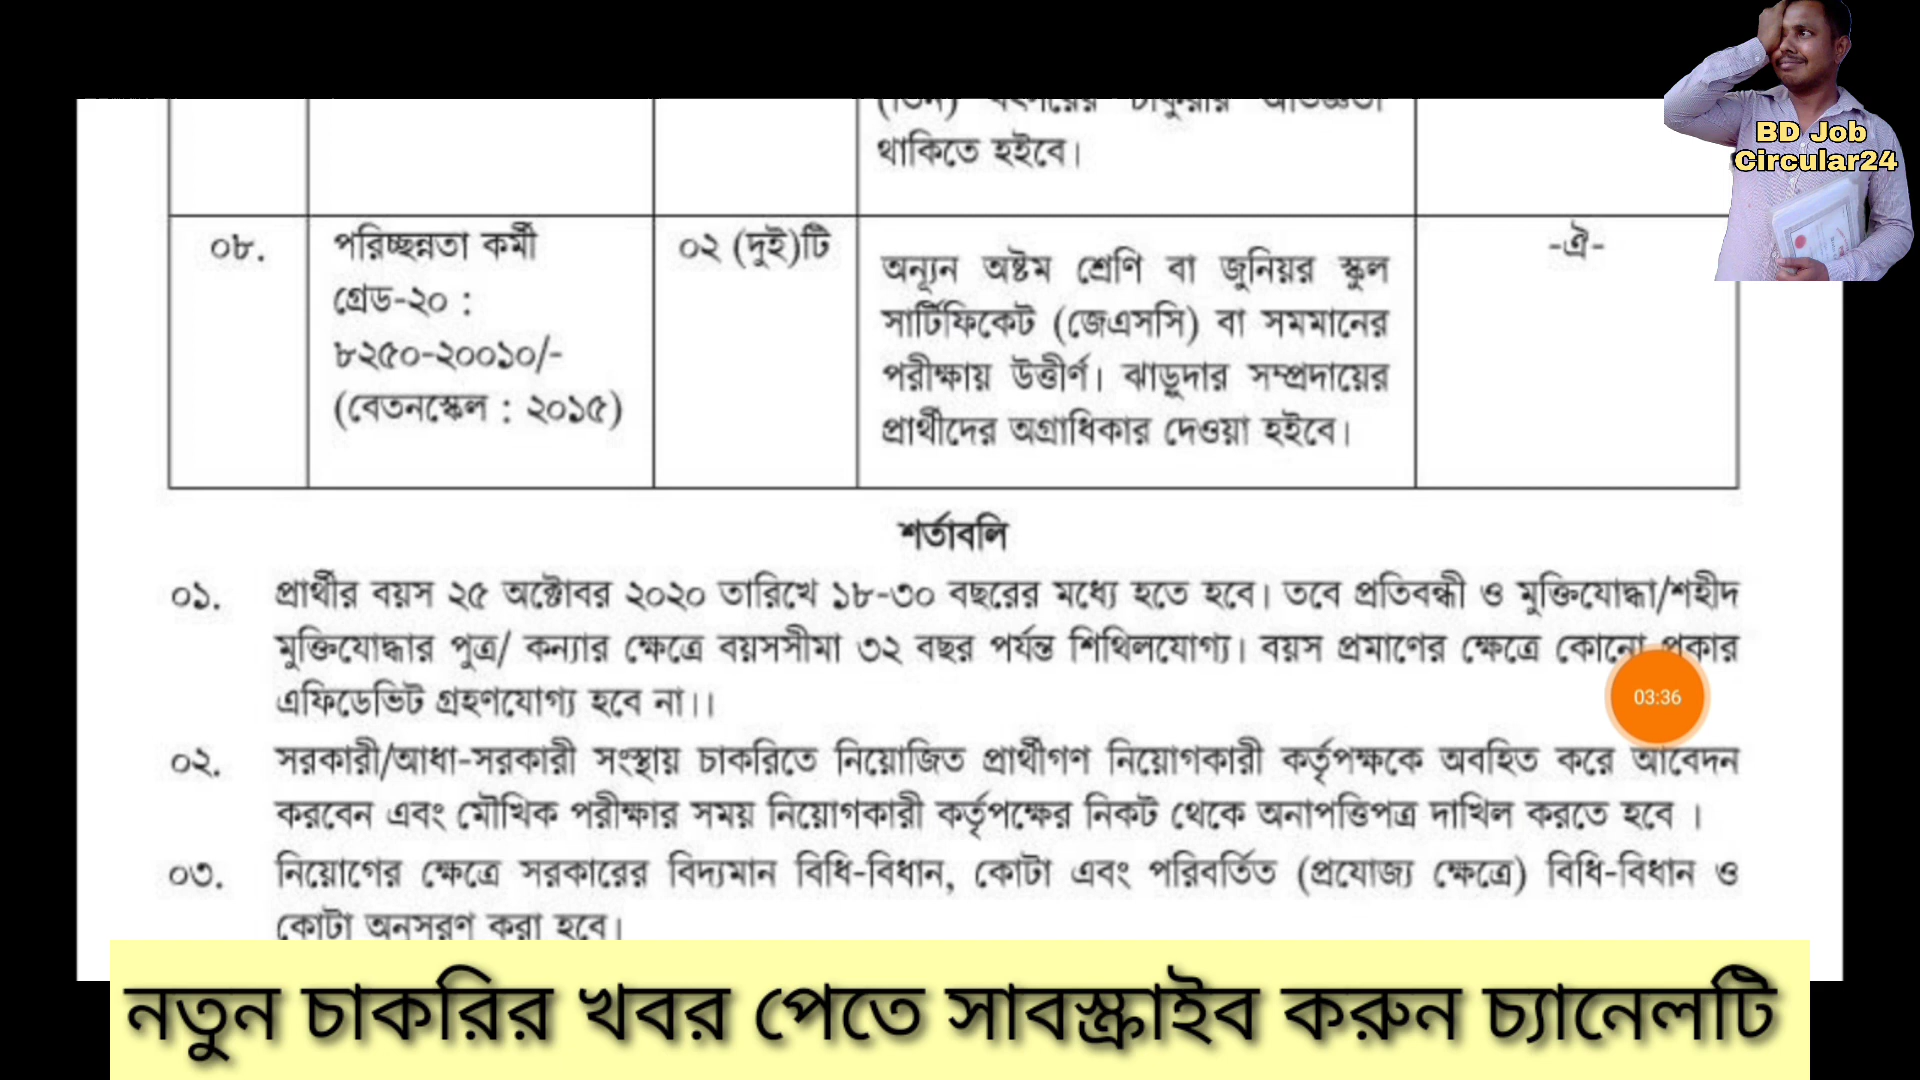 থাকিতে হইবে।
০৮. পরিচ্ছন্নতা কর্মী ০২ (দুই)টি -ঐ-
গ্রেড-২০ :
৮২৫০-২০০১০/-
(বেতনস্কেল : ২০১৫)
অন্যূন অষ্টম শ্রেণি বা জুনিয়র স্কুল
সার্টিফিকেট (জেএসসি) বা সমমানের
পরীক্ষায় উত্তীর্ণ। ঝাড়ুদার সম্প্রদায়ের
প্রার্থীদের অগ্রাধিকার দেওয়া হইবে।
শর্তাবলি
০১. প্রার্থীর বয়স ২৫ অক্টোবর ২০২০ তারিখে ১৮-৩০ বছরের মধ্যে হতে হবে। তবে প্রতিবন্ধী ও মুক্তিযোদ্ধা/শহীদ
মুক্তিযোদ্ধার পুত্র/ কন্যার ক্ষেত্রে বয়সসীমা ৩২ বছর পর্যন্ত শিথিলযোগ্য। বয়স প্রমাণের ক্ষেত্রে কোনো প্রকার
এফিডেভিট গ্রহণযোগ্য হবে না।।
০২. সরকারী/আধা-সরকারী সংস্থায় চাকরিতে নিয়োজিত প্রার্থীগণ নিয়োগকারী কর্তৃপক্ষকে অবহিত করে আবেদন
করবেন এবং মৌখিক পরীক্ষার সময় নিয়োগকারী কর্তৃপক্ষের নিকট থেকে অনাপত্তিপত্র দাখিল করতে হবে ।
০৩. নিয়োগের ক্ষেত্রে সরকারের বিদ্যমান বিধি-বিধান, কোটা এবং পরিবর্তিত (প্রযোজ্য ক্ষেত্রে) বিধি-বিধান ও
কোটা অনুসরণ করা হবে।
BD Job
Circular24
03:36
নতুন চাকরির খবর পেতে সাবস্ক্রাইব করুন চ্যানেলটি